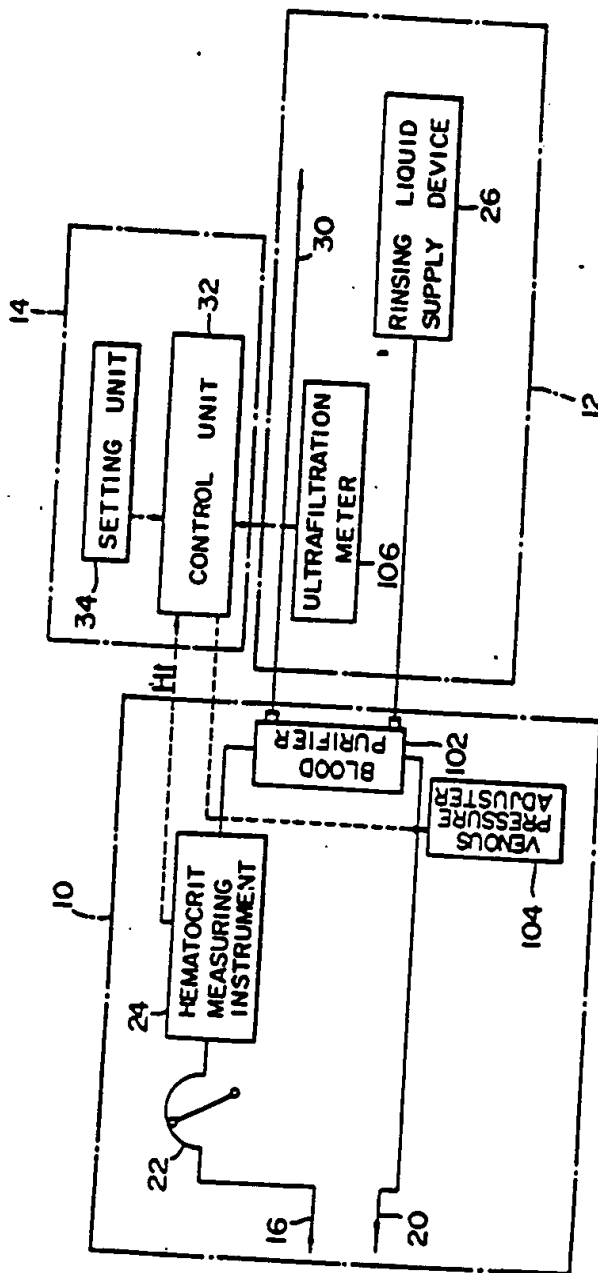 14
34
SETTING UNIT
32
CONTROL UNIT
Ht
10
24
HEMATOCRIT
MEASURING
INSTRUMENT
22
16
20
BLOOD
PURIFIER
102
VENOUS
PRESSURE
ADJUSTER
104
30
ULTRAFILTRATION
METER
106
RINSING LIQUID
SUPPLY DEVICE
26
12